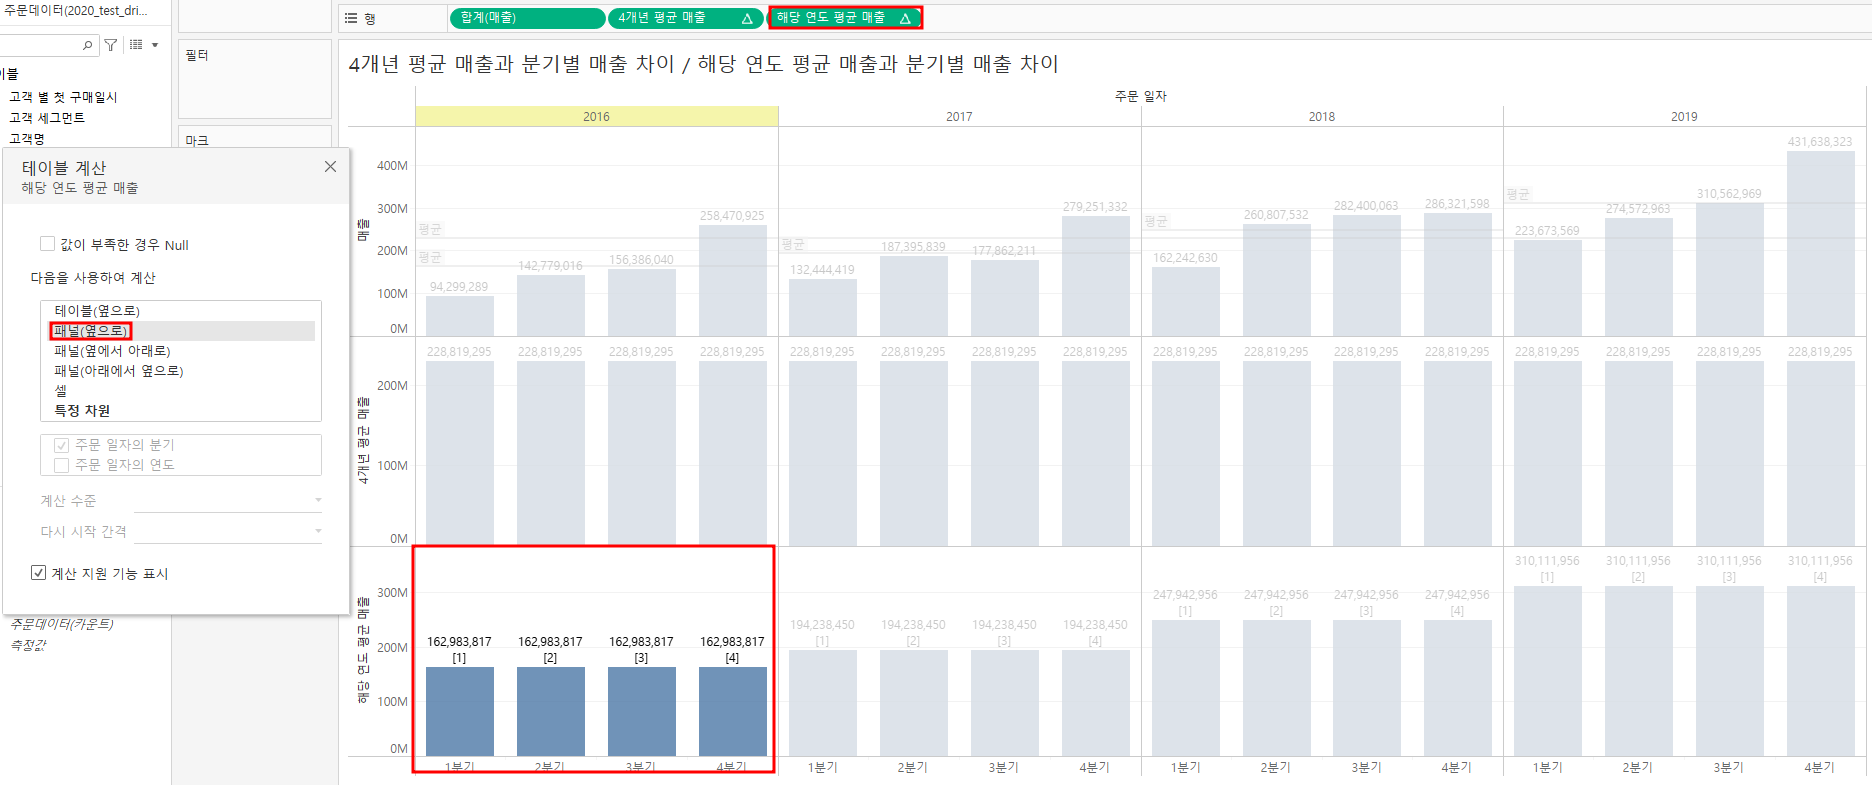 주문데이터(2020_test_dri...
행
합계(매출)
4개년 평균 매출
해당 연도 평균 매출
필터
이블
고객 별 첫 구매일시
고객 세그먼트
고객명
마크
4개년 평균 매출과 분기별 매출 차이 / 해당 연도 평균 매출과 분기별 매출 차이
주문 일자
2016
2017
2018
2019
테이블 계산
해당 연도 평균 매출
값이 부족한 경우 Null
다음을 사용하여 계산
테이블(옆으로)
패널(옆으로)
패널(옆에서 아래로)
패널(아래에서 옆으로)
셀
특정 차원
주문 일자의 분기
주문 일자의 연도
계산 수준
다시 시작 간격
계산 지원 기능 표시
주문데이터(카운트)
측정값
매출
400M
300M
200M
100M
0M
평균
평균
평균
평균
평균
94,299,289
142,779,016
156,386,040
258,470,925
132,444,419
187,395,839
177,862,211
279,251,332
162,242,630
260,807,532
282,400,063
286,321,598
223,673,569
274,572,963
310,562,969
431,638,323
4개년 평균 매출
200M
100M
0M
228,819,295 228,819,295 228,819,295 228,819,295 228,819,295 228,819,295 228,819,295 228,819,295 228,819,295 228,819,295 228,819,295 228,819,295 228,819,295 228,819,295 228,819,295 228,819,295
해당 연도 평균 매출
300M
200M
100M
0M
162,983,817 162,983,817 162,983,817 162,983,817
[1] [2] [3] [4]
194,238,450 194,238,450 194,238,450 194,238,450
[1] [2] [3] [4]
247,942,956 247,942,956 247,942,956 247,942,956
[1] [2] [3] [4]
310,111,956 310,111,956 310,111,956 310,111,956
[1] [2] [3] [4]
1분기 2분기 3분기 4분기 1분기 2분기 3분기 4분기 1분기 2분기 3분기 4분기 1분기 2분기 3분기 4분기